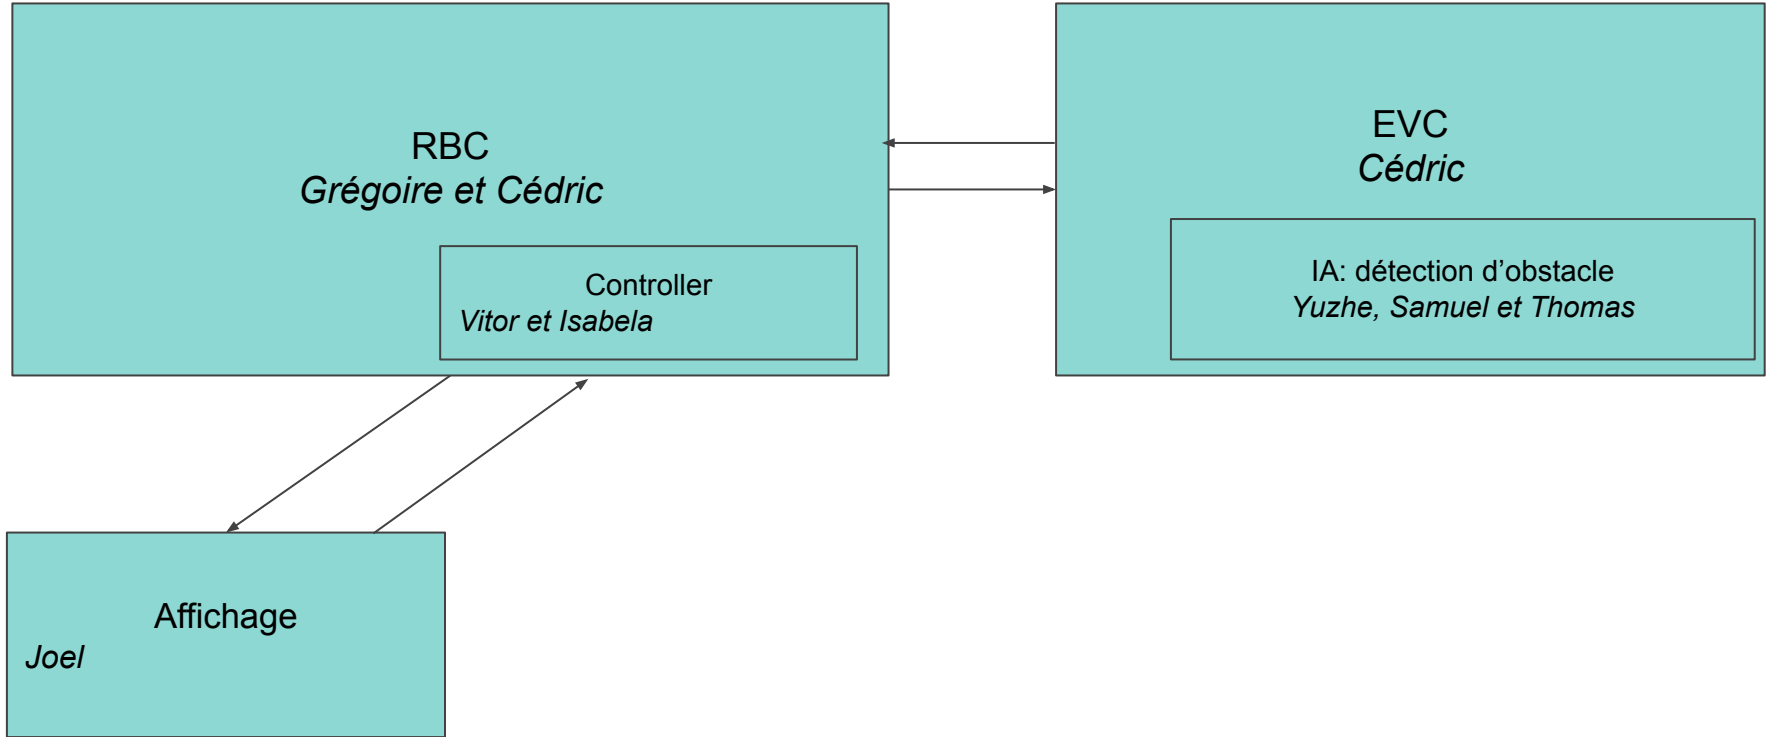 RBC
Grégoire et Cédric
Controller
Vitor et Isabela
EVC
Cédric
IA: détection d’obstacle
Yuzhe, Samuel et Thomas
Affichage
Joel